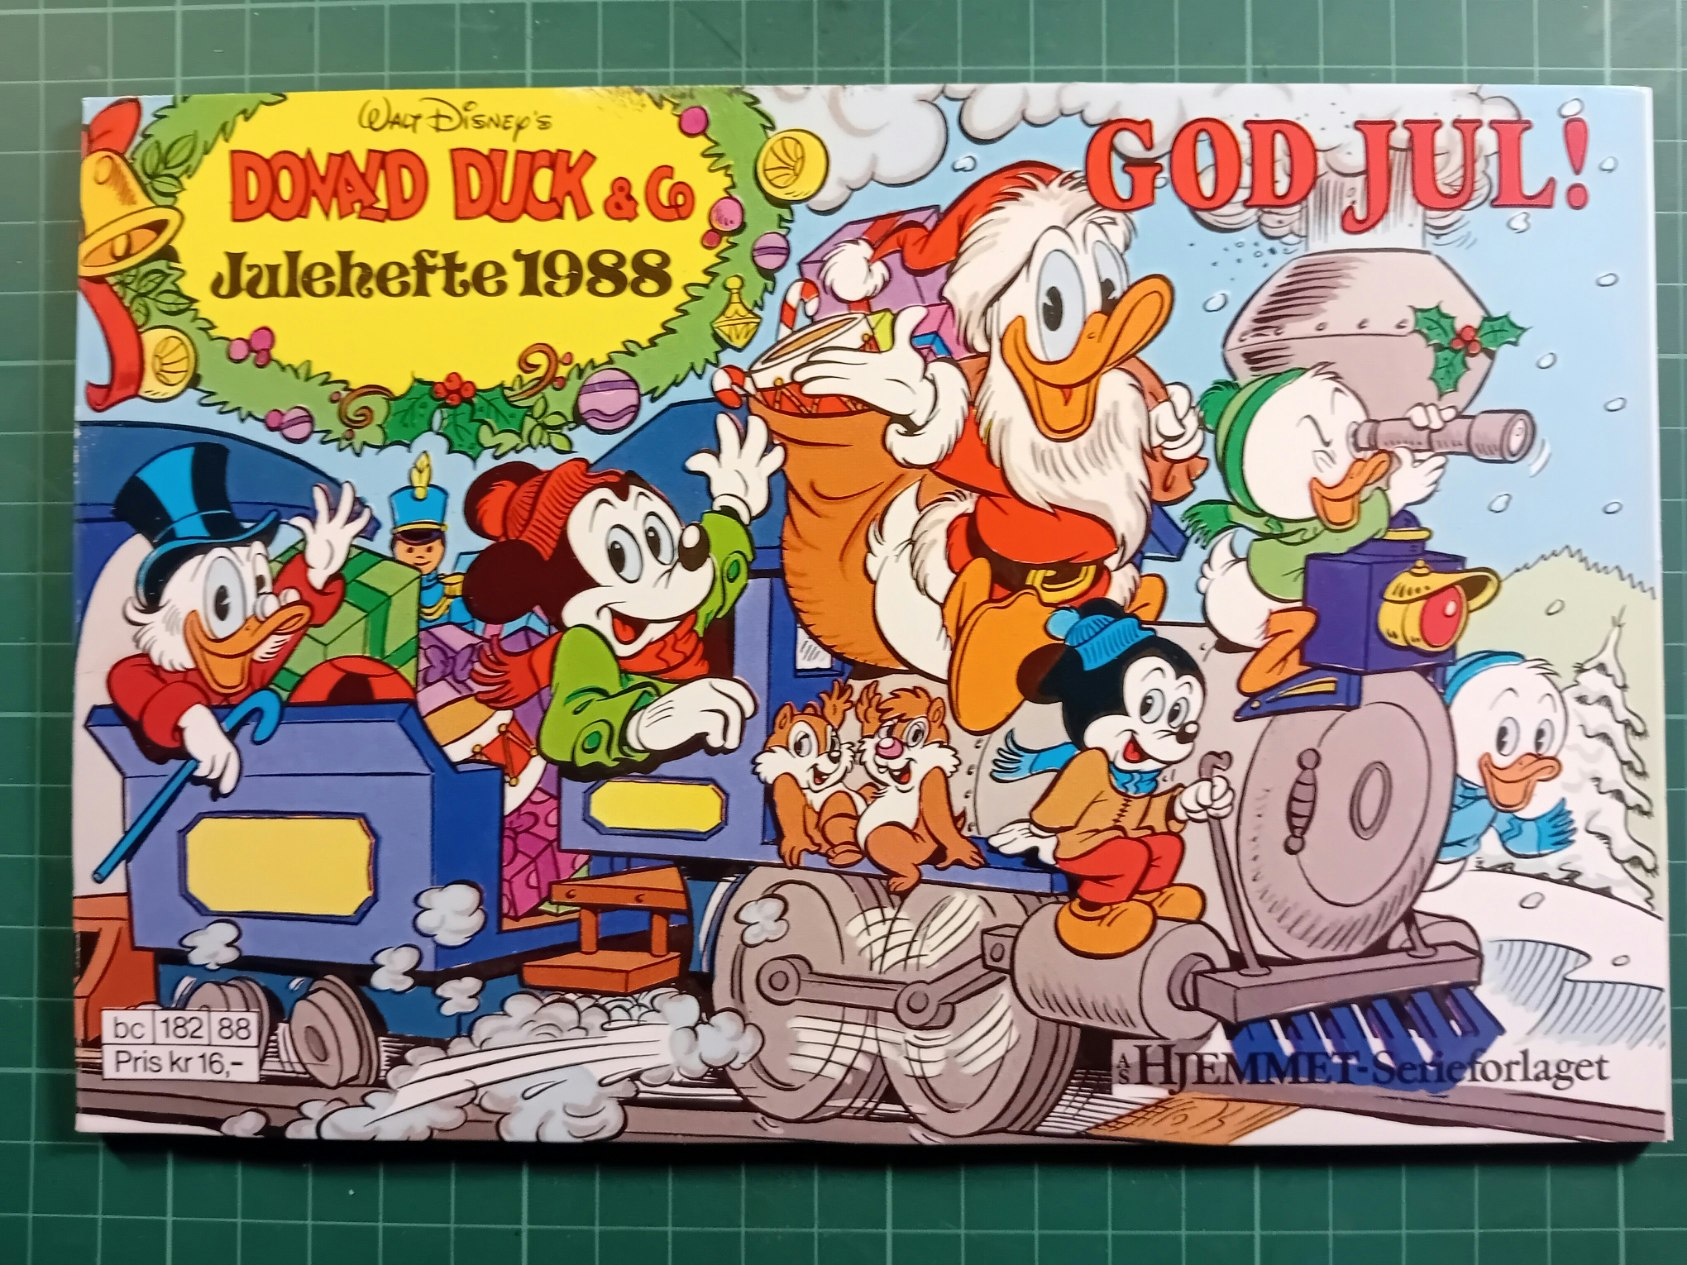 WALT DISNEY'S
DONALD DUCK & Co
Julehefte 1988
GOD JUL!
bc 182 88
Pris kr 16,-
A/S HJEMMET-Serieforlaget